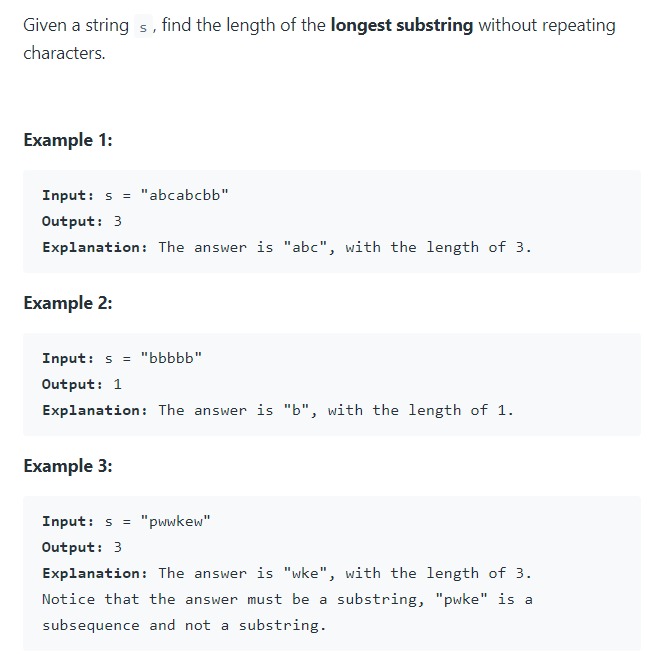 Given a string s, find the length of the longest substring without repeating
characters.
Example 1:
Input: s = "abcabcbb"
Output: 3
Explanation: The answer is "abc", with the length of 3.
Example 2:
Input: s = "bbbbb"
Output: 1
Explanation: The answer is "b", with the length of 1.
Example 3:
Input: s = "pwwkew"
Output: 3
Explanation: The answer is "wke", with the length of 3.
Notice that the answer must be a substring, "pwke" is a
subsequence and not a substring.